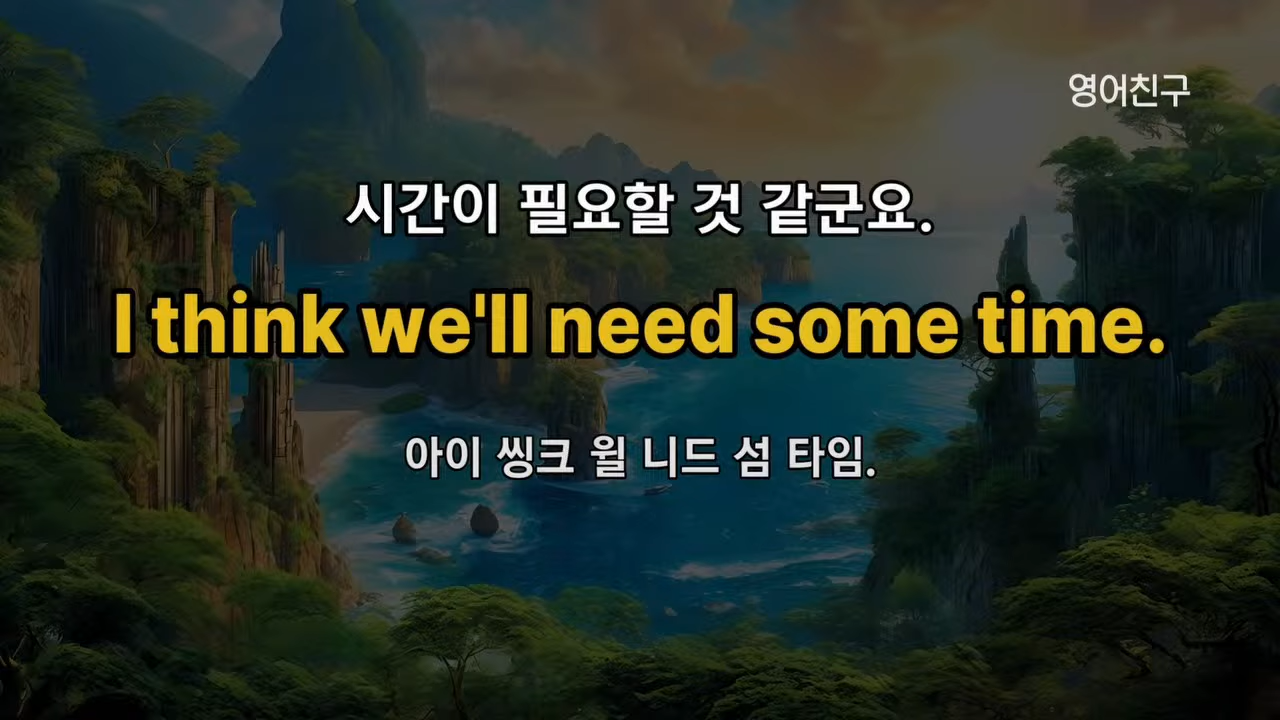 영어친구
시간이 필요할 것 같군요.
I think we'll need some time.
아이 씽크 윌 니드 섬 타임.